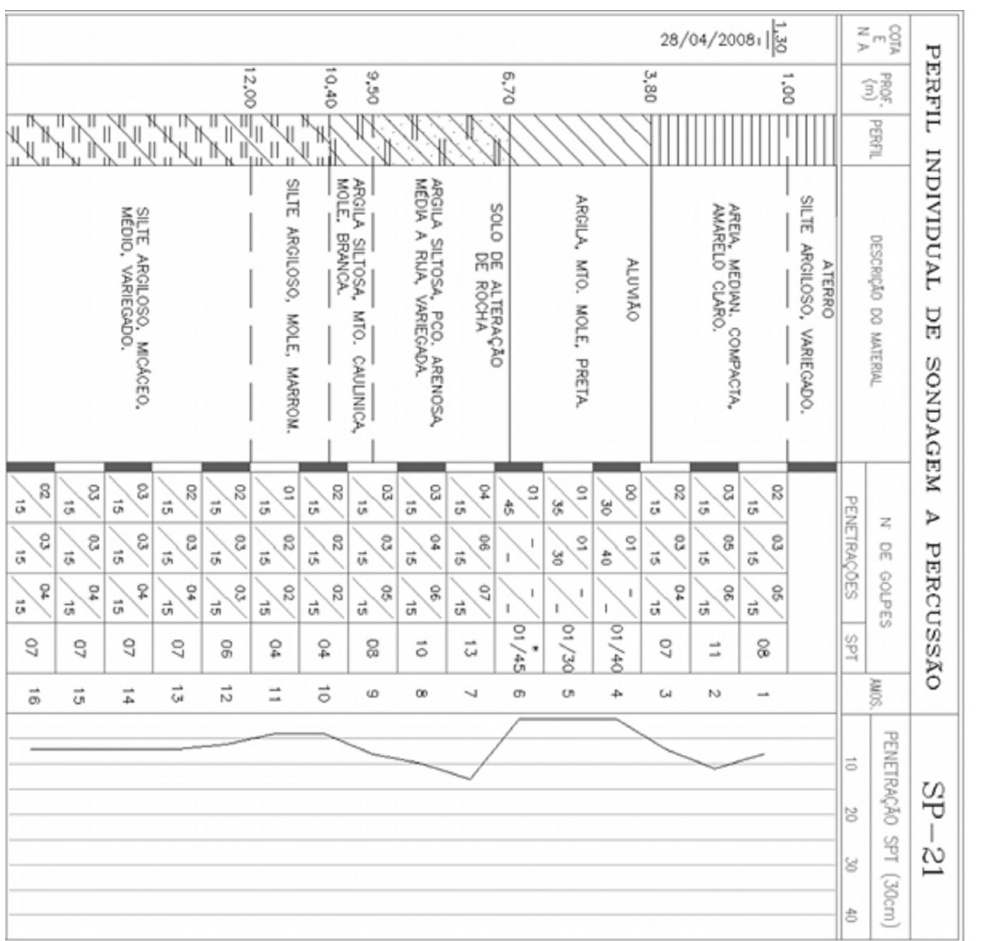 PERFIL INDIVIDUAL DE SONDAGEM A PERCUSSÃO
SP-21
COTA
E
N A
PROF.
(m)
PERFIL
DESCRIÇÃO DO MATERIAL
N° DE GOLPES
PENETRAÇÕES
SPT
AMOS.
PENETRAÇÃO SPT (30cm)
10 20 30 40
1,30
28/04/2008
1,00
3,80
6,70
9,50
10,40
12,00
ATERRO
SILTE ARGILOSO, VARIEGADO.
AREIA, MEDIAN. COMPACTA,
AMARELO CLARO.
ALUVIÃO
ARGILA, MTO. MOLE, PRETA.
SOLO DE ALTERAÇÃO
DE ROCHA
ARGILA SILTOSA, PCO. ARENOSA,
MÉDIA A RIJA, VARIEGADA.
ARGILA SILTOSA, MTO. CAULINICA,
MOLE, BRANCA.
SILTE ARGILOSO, MOLE, MARROM.
SILTE ARGILOSO, MICÁCEO,
MÉDIO, VARIEGADO.
02/15 03/15 05/15 08 1
03/15 05/15 06/15 11 2
02/15 03/15 04/15 07 3
00/30 01/40 -/- 01/40 4
01/35 01/30 -/- 01/30 5
01/45 -/- -/- 01/45* 6
04/15 06/15 07/15 13 7
03/15 04/15 06/15 10 8
03/15 03/15 05/15 08 9
02/15 02/15 02/15 04 10
01/15 02/15 02/15 04 11
02/15 03/15 03/15 06 12
02/15 03/15 04/15 07 13
03/15 03/15 04/15 07 14
03/15 03/15 04/15 07 15
02/15 03/15 04/15 07 16